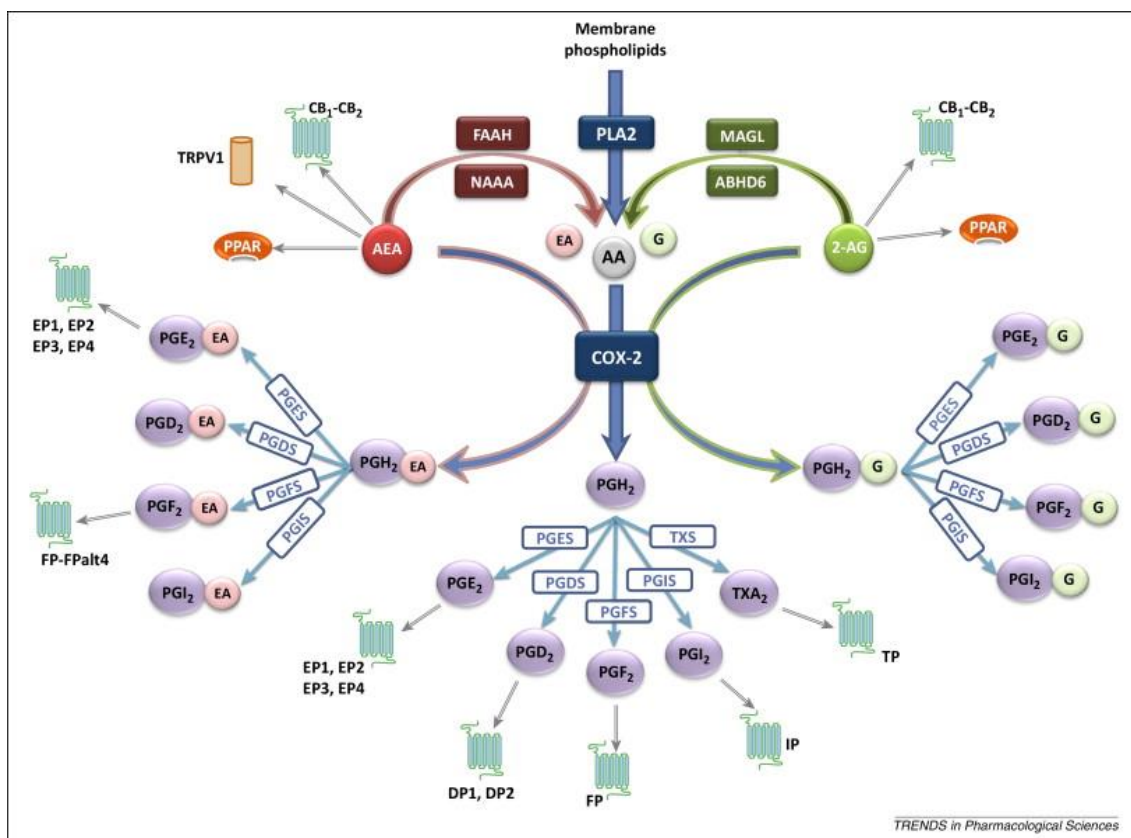 Membrane
phospholipids
CB1-CB2
CB1-CB2
FAAH
PLA2
MAGL
TRPV1
NAAA
ABHD6
PPAR
AEA
EA
AA
G
2-AG
PPAR
EP1, EP2
EP3, EP4
PGE2 EA
COX-2
PGE2 G
PGES
PGES
PGD2 EA
PGDS
PGH2 EA
PGH2
PGH2 G
PGDS
PGD2 G
PGF2 EA
PGFS
PGFS
PGF2 G
FP-FPalt4
PGIS
PGIS
PGI2 EA
PGI2 G
PGES
TXS
PGE2
PGDS
PGIS
TXA2
PGFS
EP1, EP2
EP3, EP4
PGD2
PGF2
PGI2
TP
DP1, DP2
FP
IP
TRENDS in Pharmacological Sciences